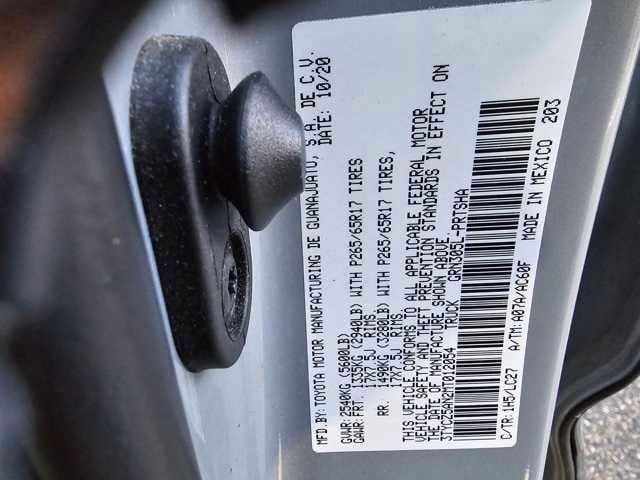 MFD. BY: TOYOTA MOTOR MANUFACTURING DE GUANAJUATO, S.A. DE C.V.
DATE: 10/20
GVWR: 2540KG (5600LB)
GAWR: FRT. 1335KG (2940LB) WITH P265/65R17 TIRES
17X7.5J RIMS,
RR. 1490KG (3280LB) WITH P265/65R17 TIRES,
17X7.5J RIMS.
THIS VEHICLE CONFORMS TO ALL APPLICABLE FEDERAL MOTOR
VEHICLE SAFETY AND THEFT PREVENTION STANDARDS IN EFFECT ON
THE DATE OF MANUFACTURE SHOWN ABOVE.
3TYCZ5AN2MT012054 TRUCK GRN305L-PRTSHA
C/TR: 1H5/LC27 A/TM: A07A/AC60F MADE IN MEXICO 203